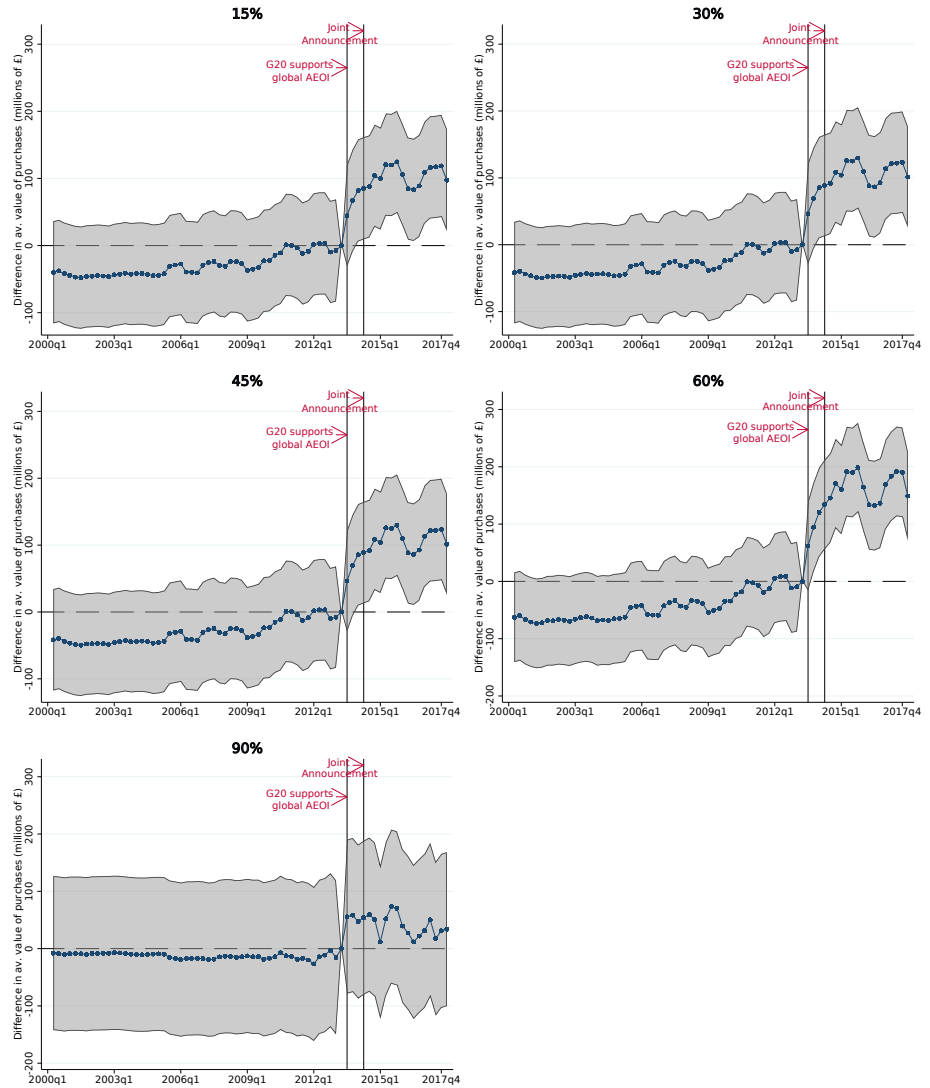 15%
Difference in av. value of purchases (millions of £)
300
200
100
0
-100
Joint
Announcement
G20 supports
global AEOI
2000q1 2003q1 2006q1 2009q1 2012q1 2015q1 2017q4
30%
Difference in av. value of purchases (millions of £)
300
200
100
0
-100
Joint
Announcement
G20 supports
global AEOI
2000q1 2003q1 2006q1 2009q1 2012q1 2015q1 2017q4
45%
Difference in av. value of purchases (millions of £)
300
200
100
0
-100
Joint
Announcement
G20 supports
global AEOI
2000q1 2003q1 2006q1 2009q1 2012q1 2015q1 2017q4
60%
Difference in av. value of purchases (millions of £)
300
200
100
0
-100
-200
Joint
Announcement
G20 supports
global AEOI
2000q1 2003q1 2006q1 2009q1 2012q1 2015q1 2017q4
90%
Difference in av. value of purchases (millions of £)
300
200
100
0
-100
-200
Joint
Announcement
G20 supports
global AEOI
2000q1 2003q1 2006q1 2009q1 2012q1 2015q1 2017q4